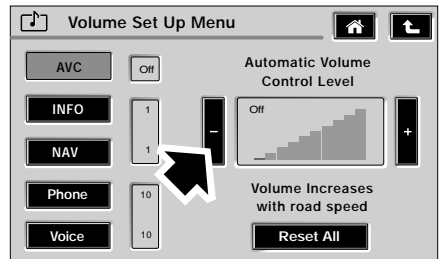 Volume Set Up Menu
AVC
Off
Automatic Volume
Control Level
INFO
1
–
Off
+
NAV
1
Phone
10
Volume Increases
with road speed
Voice
10
Reset All